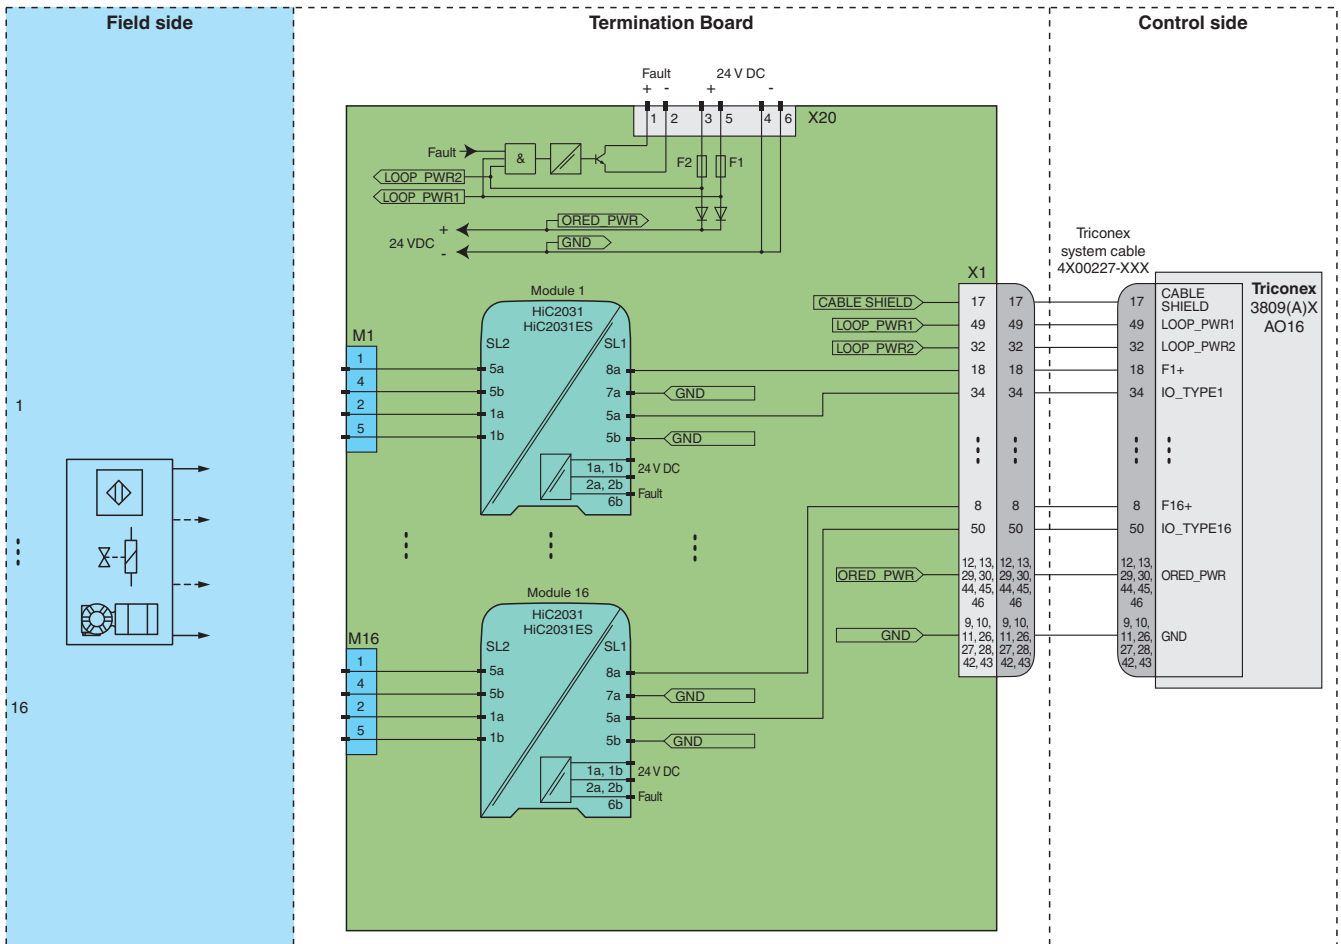 Field side
Termination Board
Control side
Fault
24 V DC
+ - + -
1 2 3 5 4 6
X20
Fault
&
F2 F1
LOOP_PWR2
LOOP_PWR1
ORED_PWR
+
24 VDC
-
GND
Triconex
system cable
4X00227-XXX
X1
Triconex
3809(A)X
AO16
Module 1
HiC2031
HiC2031ES
M1
SL2 SL1
1 5a 8a
4 5b 7a GND
2 1a 5a
5 1b 5b GND
1a, 1b 24 V DC
2a, 2b
6b Fault
CABLE SHIELD 17 17 17 CABLE
SHIELD
LOOP_PWR1 49 49 49 LOOP_PWR1
LOOP_PWR2 32 32 32 LOOP_PWR2
18 18 18 F1+
34 34 34 IO_TYPE1
8 8 8 F16+
50 50 50 IO_TYPE16
ORED_PWR
12, 13, 12, 13, 12, 13,
29, 30, 29, 30, 29, 30, ORED_PWR
44, 45, 44, 45, 44, 45,
46 46 46
GND
9, 10, 9, 10, 9, 10,
11, 26, 11, 26, 11, 26, GND
27, 28, 27, 28, 27, 28,
42, 43 42, 43 42, 43
1
16
Module 16
HiC2031
HiC2031ES
M16
SL2 SL1
1 5a 8a
4 5b 7a GND
2 1a 5a
5 1b 5b GND
1a, 1b 24 V DC
2a, 2b
6b Fault